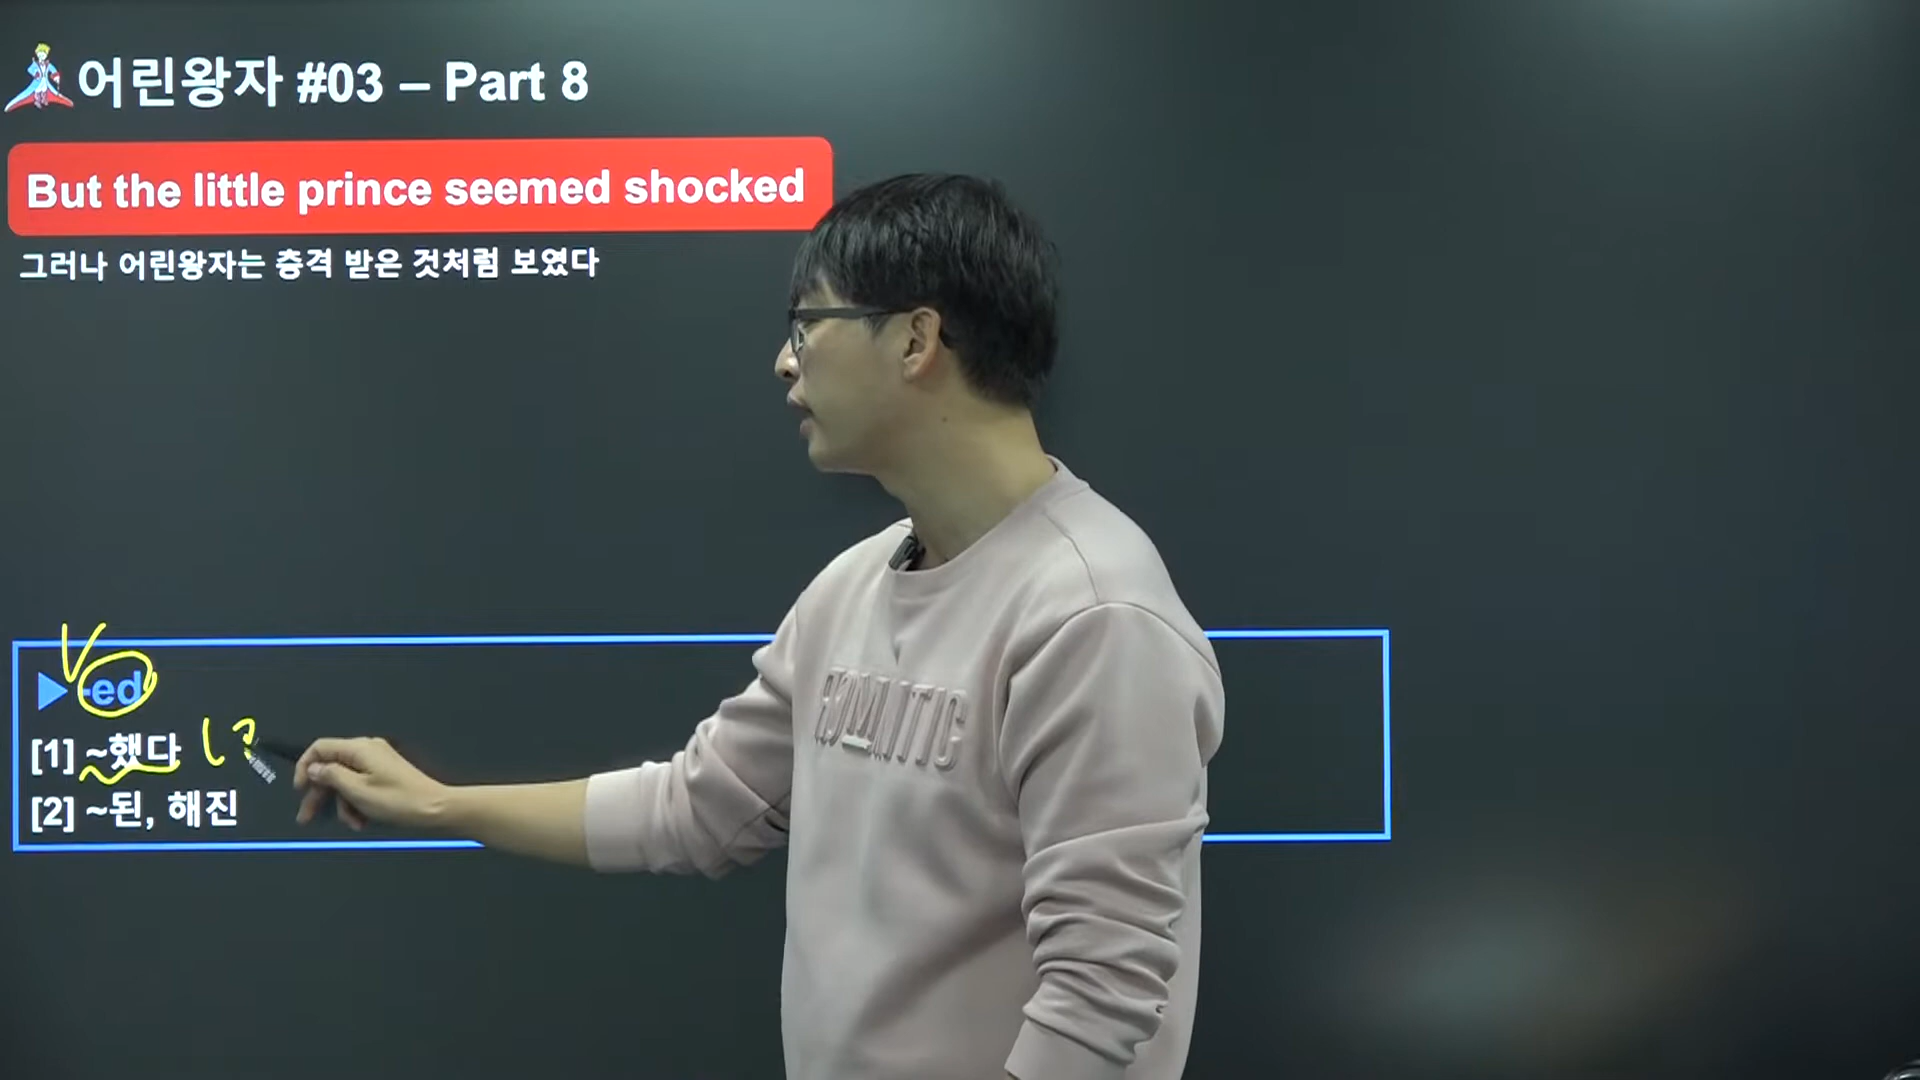 어린왕자 #03 – Part 8
But the little prince seemed shocked
그러나 어린왕자는 충격 받은 것처럼 보였다
V
-ed
[1] ~했다
[2] ~된, 해진